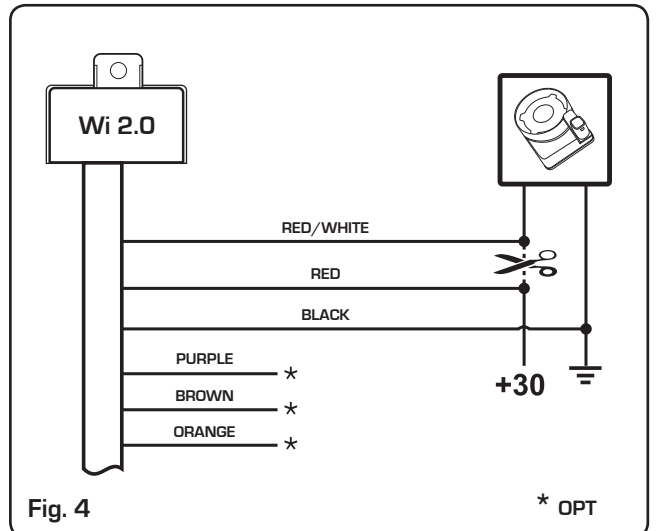 Wi 2.0
RED/WHITE
RED
BLACK
+30
PURPLE *
BROWN *
ORANGE *
Fig. 4
* OPT